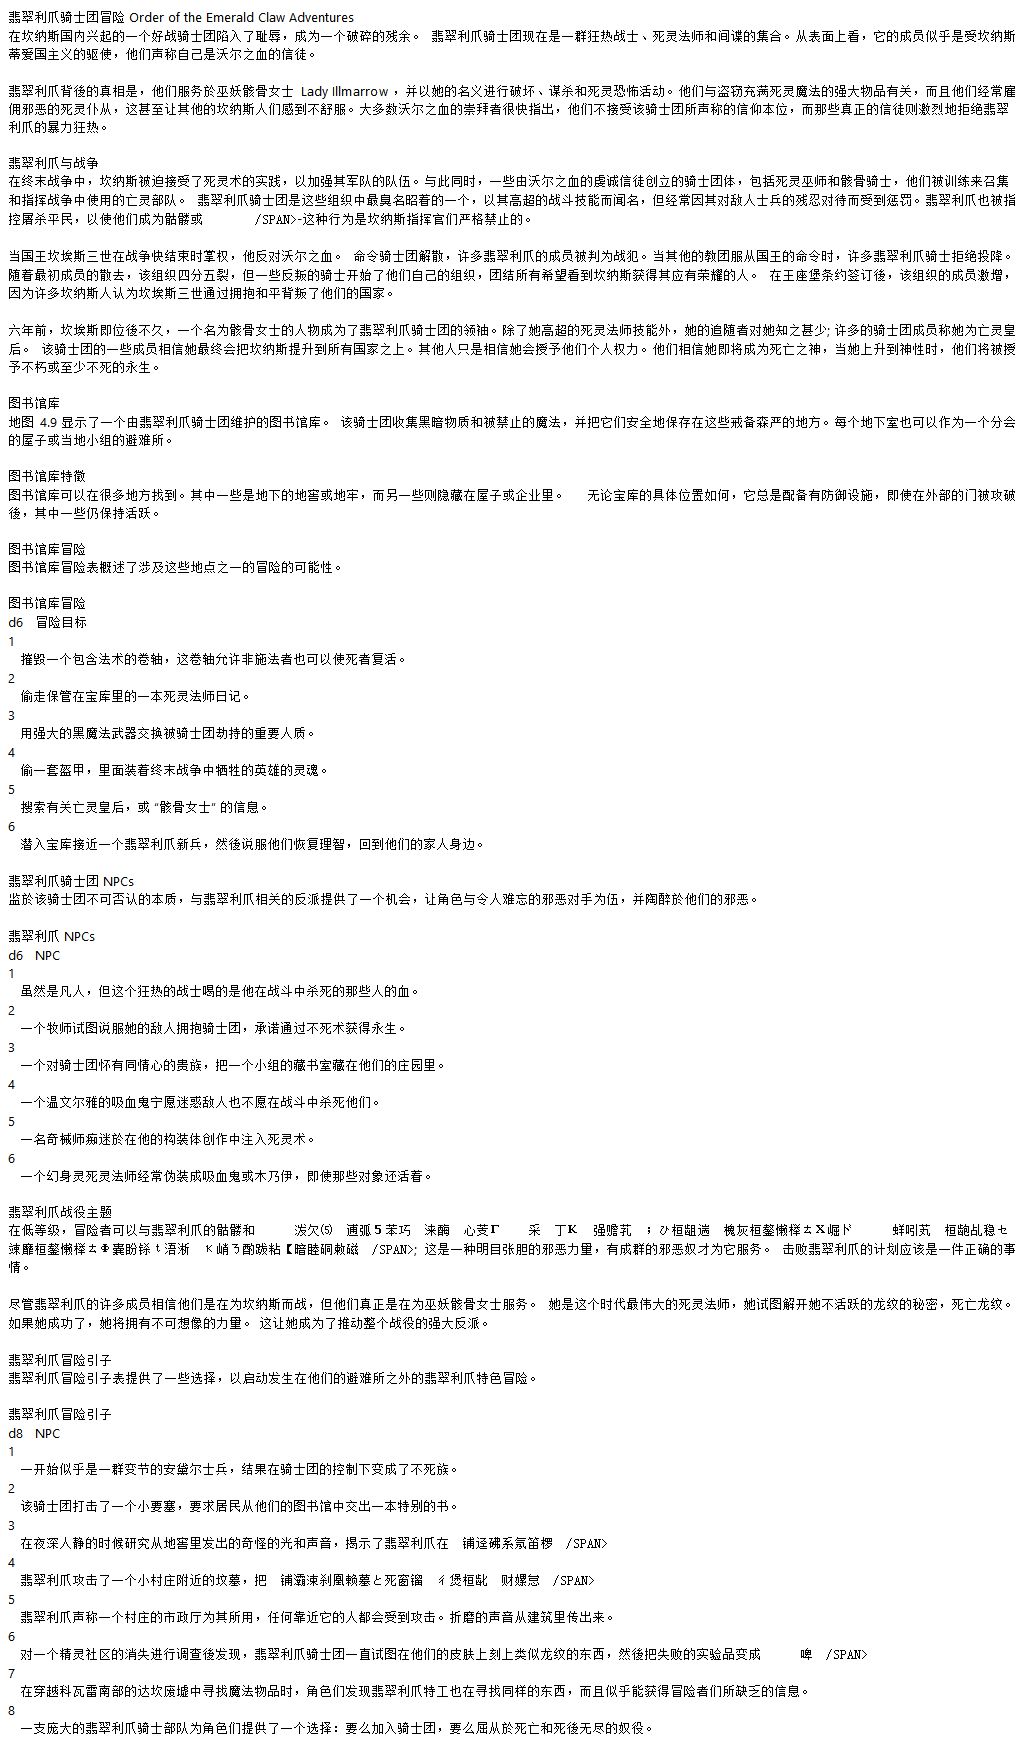 翡翠利爪骑士团冒险 Order of the Emerald Claw Adventures
在坎纳斯国内兴起的一个好战骑士团陷入了耻辱，成为一个破碎的残余。 翡翠利爪骑士团现在是一群狂热战士、死灵法师和间谍的集合。从表面上看，它的成员似乎是受坎纳斯
蒂爱国主义的驱使，他们声称自己是沃尔之血的信徒。
翡翠利爪背後的真相是，他们服务於巫妖骸骨女士 Lady Illmarrow ，并以她的名义进行破坏、谋杀和死灵恐怖活动。他们与盗窃充满死灵魔法的强大物品有关，而且他们经常雇
佣邪恶的死灵仆从，这甚至让其他的坎纳斯人们感到不舒服。大多数沃尔之血的崇拜者很快指出，他们不接受该骑士团所声称的信仰本位，而那些真正的信徒则激烈地拒绝翡翠
利爪的暴力狂热。
翡翠利爪与战争
在终末战争中，坎纳斯被迫接受了死灵术的实践，以加强其军队的队伍。与此同时，一些由沃尔之血的虔诚信徒创立的骑士团体，包括死灵巫师和骸骨骑士，他们被训练来召集
和指挥战争中使用的亡灵部队。 翡翠利爪骑士团是这些组织中最臭名昭着的一个，以其高超的战斗技能而闻名，但经常因其对敌人士兵的残忍对待而受到惩罚。翡翠利爪也被指
控屠杀平民，以使他们成为骷髅或 /SPAN>-这种行为是坎纳斯指挥官们严格禁止的。
当国王坎埃斯三世在战争快结束时掌权，他反对沃尔之血。 命令骑士团解散，许多翡翠利爪的成员被判为战犯。当其他的教团服从国王的命令时，许多翡翠利爪骑士拒绝投降。
随着最初成员的散去，该组织四分五裂，但一些反叛的骑士开始了他们自己的组织，团结所有希望看到坎纳斯获得其应有荣耀的人。 在王座堡条约签订後，该组织的成员激增，
因为许多坎纳斯人认为坎埃斯三世通过拥抱和平背叛了他们的国家。
六年前，坎埃斯即位後不久，一个名为骸骨女士的人物成为了翡翠利爪骑士团的领袖。除了她高超的死灵法师技能外，她的追随者对她知之甚少; 许多的骑士团成员称她为亡灵皇
后。 该骑士团的一些成员相信她最终会把坎纳斯提升到所有国家之上。其他人只是相信她会授予他们个人权力。他们相信她即将成为死亡之神，当她上升到神性时，他们将被授
予不朽或至少不死的永生。
图书馆库
地图 4.9 显示了一个由翡翠利爪骑士团维护的图书馆库。 该骑士团收集黑暗物质和被禁止的魔法，并把它们安全地保存在这些戒备森严的地方。每个地下室也可以作为一个分会
的屋子或当地小组的避难所。
图书馆库特徵
图书馆库可以在很多地方找到。其中一些是地下的地窖或地牢，而另一些则隐藏在屋子或企业里。 无论宝库的具体位置如何，它总是配备有防御设施，即使在外部的门被攻破
後，其中一些仍保持活跃。
图书馆库冒险
图书馆库冒险表概述了涉及这些地点之一的冒险的可能性。
图书馆库冒险
d6 冒险目标
1
摧毁一个包含法术的卷轴，这卷轴允许非施法者也可以使死者复活。
2
偷走保管在宝库里的一本死灵法师日记。
3
用强大的黑魔法武器交换被骑士团劫持的重要人质。
4
偷一套盔甲，里面装着终末战争中牺牲的英雄的灵魂。
5
搜索有关亡灵皇后，或 “骸骨女士” 的信息。
6
潜入宝库接近一个翡翠利爪新兵，然後说服他们恢复理智，回到他们的家人身边。
翡翠利爪骑士团 NPCs
监於该骑士团不可否认的本质，与翡翠利爪相关的反派提供了一个机会，让角色与令人难忘的邪恶对手为伍，并陶醉於他们的邪恶。
翡翠利爪 NPCs
d6 NPC
1
虽然是凡人，但这个狂热的战士喝的是他在战斗中杀死的那些人的血。
2
一个牧师试图说服她的敌人拥抱骑士团，承诺通过不死术获得永生。
3
一个对骑士团怀有同情心的贵族，把一个小组的藏书室藏在他们的庄园里。
4
一个温文尔雅的吸血鬼宁愿迷惑敌人也不愿在战斗中杀死他们。
5
一名奇械师痴迷於在他的构装体创作中注入死灵术。
6
一个幻身灵死灵法师经常伪装成吸血鬼或木乃伊，即使那些对象还活着。
翡翠利爪战役主题
在低等级，冒险者可以与翡翠利爪的骷髅和
/SPAN>; 这是一种明目张胆的邪恶力量，有成群的邪恶奴才为它服务。 击败翡翠利爪的计划应该是一件正确的事
情。
尽管翡翠利爪的许多成员相信他们是在为坎纳斯而战，但他们真正是在为巫妖骸骨女士服务。 她是这个时代最伟大的死灵法师，她试图解开她不活跃的龙纹的秘密，死亡龙纹。
如果她成功了，她将拥有不可想像的力量。 这让她成为了推动整个战役的强大反派。
翡翠利爪冒险引子
翡翠利爪冒险引子表提供了一些选择，以启动发生在他们的避难所之外的翡翠利爪特色冒险。
翡翠利爪冒险引子
d8 NPC
1
一开始似乎是一群变节的安黛尔士兵，结果在骑士团的控制下变成了不死族。
2
该骑士团打击了一个小要塞，要求居民从他们的图书馆中交出一本特别的书。
3
在夜深人静的时候研究从地窖里发出的奇怪的光和声音，揭示了翡翠利爪在 /SPAN>
4
翡翠利爪攻击了一个小村庄附近的坟墓，把 /SPAN>
5
翡翠利爪声称一个村庄的市政厅为其所用，任何靠近它的人都会受到攻击。折磨的声音从建筑里传出来。
6
对一个精灵社区的消失进行调查後发现，翡翠利爪骑士团一直试图在他们的皮肤上刻上类似龙纹的东西，然後把失败的实验品变成 啤 /SPAN>
7
在穿越科瓦雷南部的达坎废墟中寻找魔法物品时，角色们发现翡翠利爪特工也在寻找同样的东西，而且似乎能获得冒险者们所缺乏的信息。
8
一支庞大的翡翠利爪骑士部队为角色们提供了一个选择：要么加入骑士团，要么屈从於死亡和死後无尽的奴役。